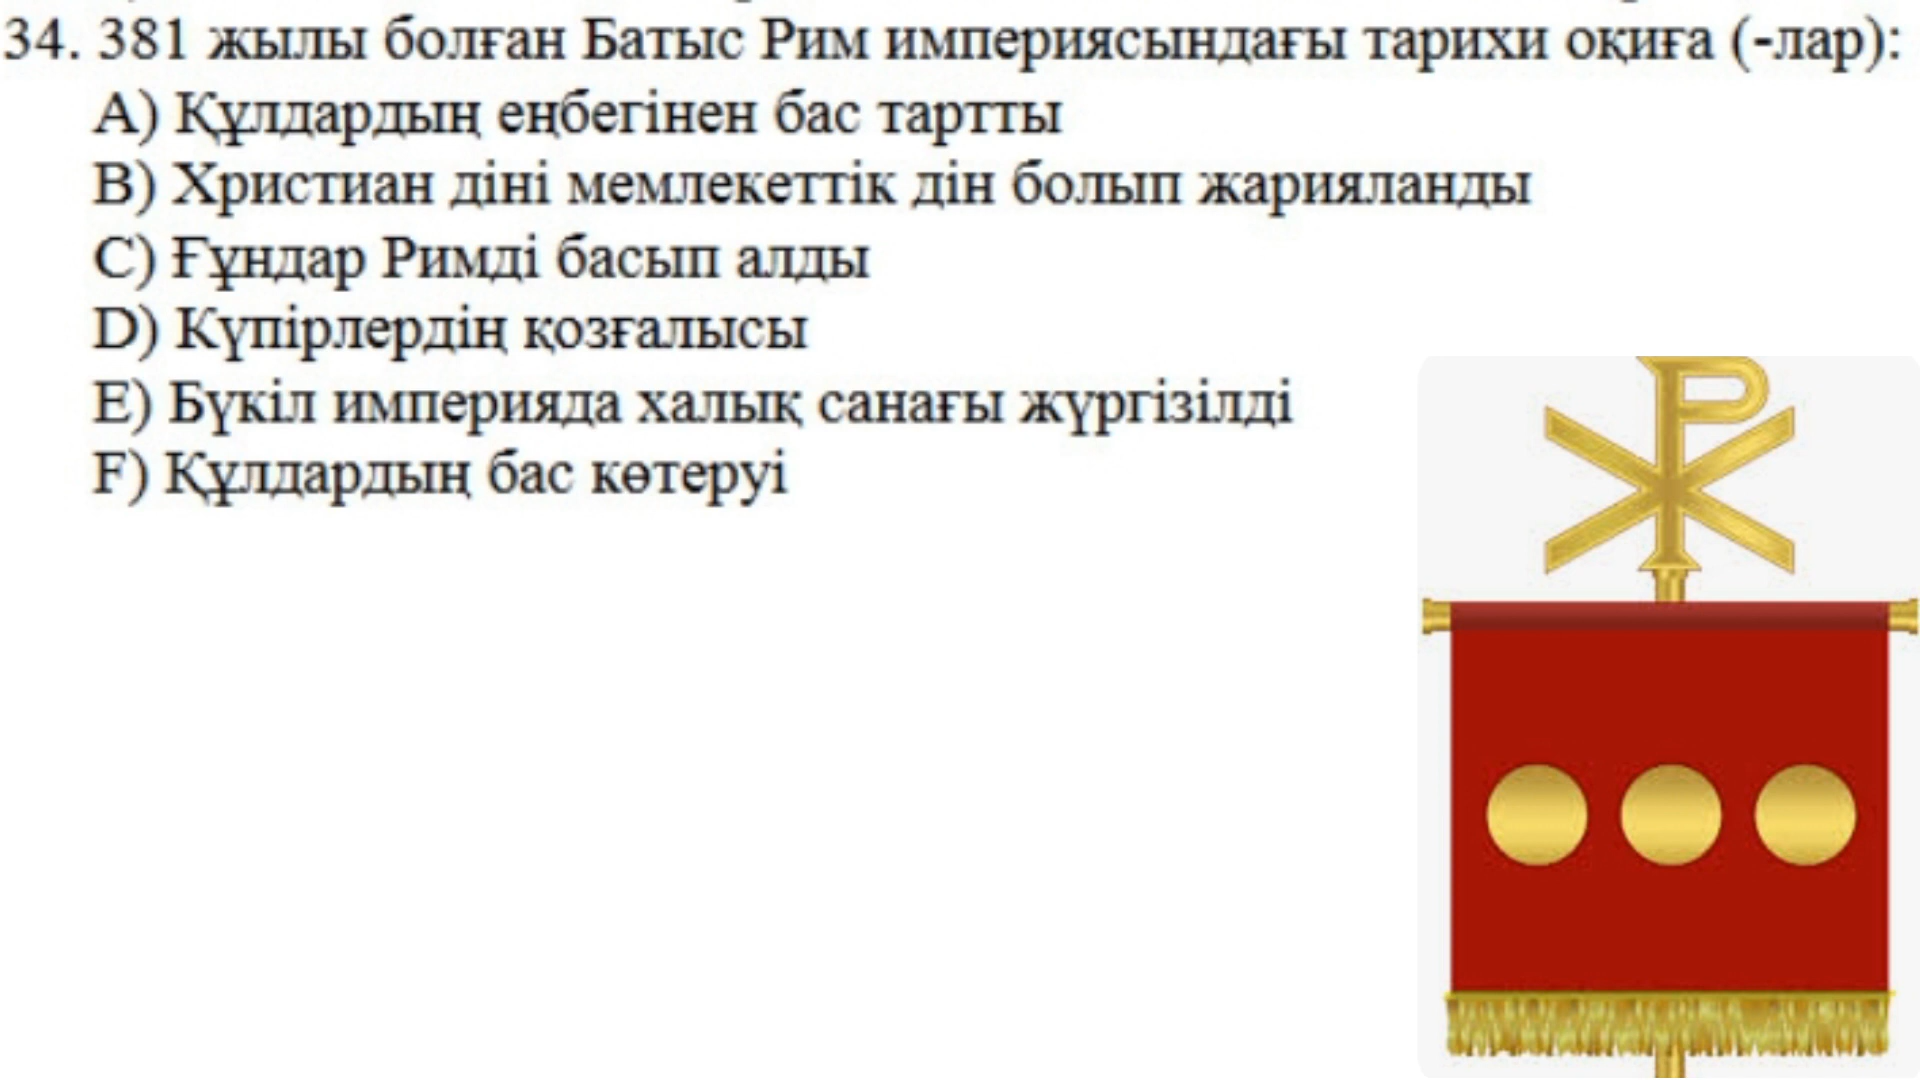 34. 381 жылы болған Батыс Рим империясындағы тарихи оқиға (-лар):
A) Құлдардың еңбегінен бас тартты
B) Христиан діні мемлекеттік дін болып жарияланды
C) Ғұндар Римді басып алды
D) Күпірлердің қозғалысы
E) Бүкіл империяда халық санағы жүргізілді
F) Құлдардың бас көтеруі